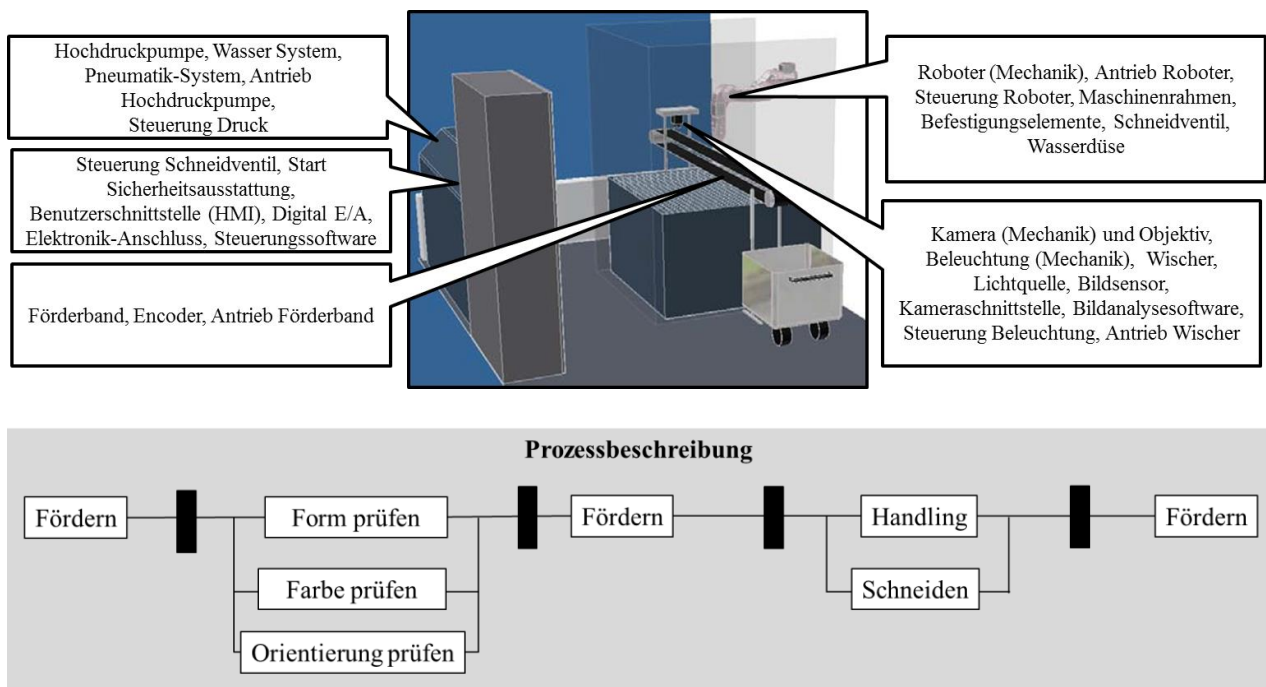 Hochdruckpumpe, Wasser System,
Pneumatik-System, Antrieb
Hochdruckpumpe,
Steuerung Druck
Steuerung Schneidventil, Start
Sicherheitsausstattung,
Benutzerschnittstelle (HMI), Digital E/A,
Elektronik-Anschluss, Steuerungssoftware
Förderband, Encoder, Antrieb Förderband
Roboter (Mechanik), Antrieb Roboter,
Steuerung Roboter, Maschinenrahmen,
Befestigungselemente, Schneidventil,
Wasserdüse
Kamera (Mechanik) und Objektiv,
Beleuchtung (Mechanik), Wischer,
Lichtquelle, Bildsensor,
Kameraschnittstelle, Bildanalysesoftware,
Steuerung Beleuchtung, Antrieb Wischer
Prozessbeschreibung
Fördern
Form prüfen
Farbe prüfen
Orientierung prüfen
Fördern
Handling
Schneiden
Fördern